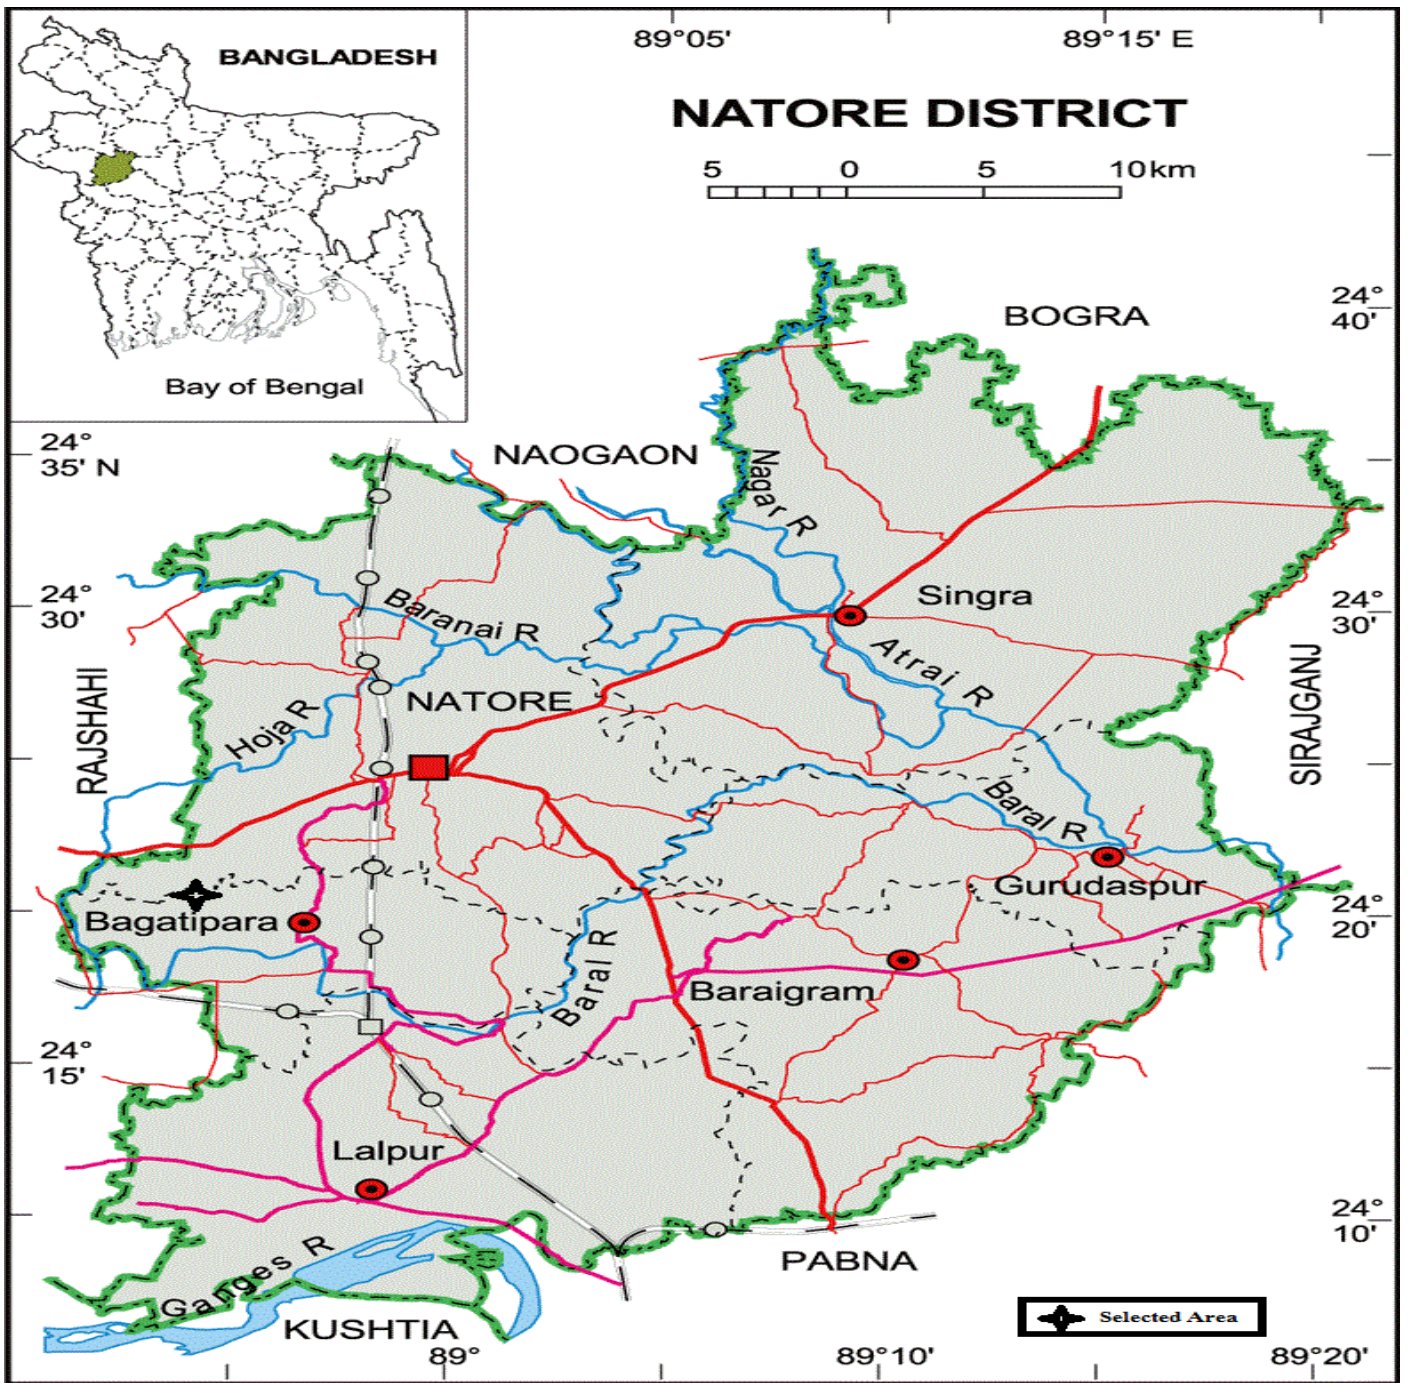 BANGLADESH
Bay of Bengal
89°05'
89°15' E
NATORE DISTRICT
5 0 5 10km
24°
40'
BOGRA
24°
35' N
NAOGAON
Nagar R
24°
30'
Singra
24°
30'
Baranai R
Atrai R
RAJSHAHI
NATORE
SIRAJGANJ
Hoja R
Baral R
Gurudaspur
Bagatipara
24°
20'
Baral R
Baraigram
24°
15'
Lalpur
24°
10'
Ganges R
PABNA
KUSHTIA
Selected Area
89°
89°10'
89°20'